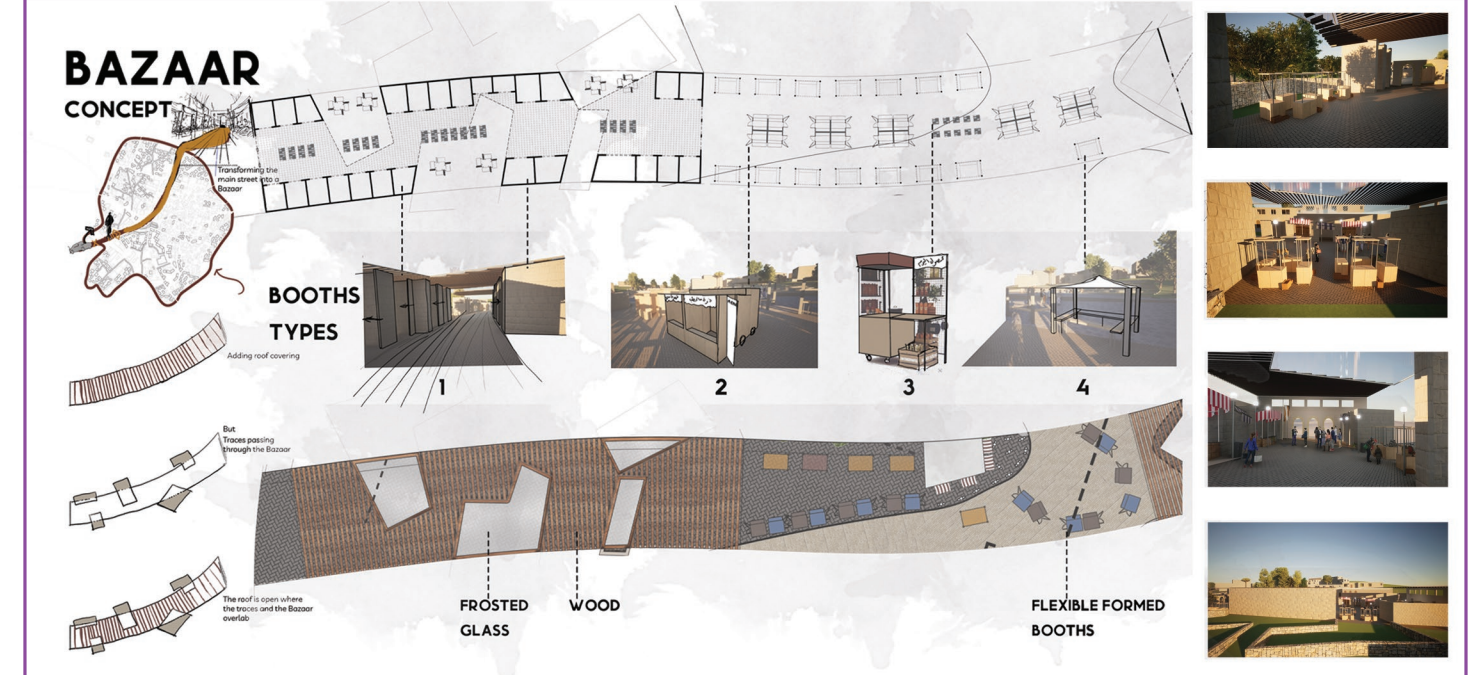 BAZAAR
CONCEPT
Transforming the
main street into a
Bazaar
BOOTHS
TYPES
Adding roof covering
1
2
3
4
But
Traces passing
through the Bazaar
The roof is open where
the traces and the Bazaar
overlab
FROSTED
GLASS
WOOD
FLEXIBLE FORMED
BOOTHS